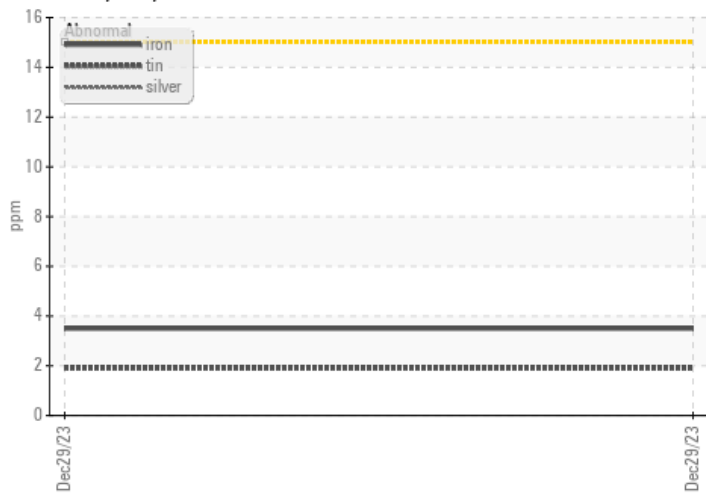 16
Abnormal
iron
tin
silver
14
12
10
8
6
4
2
0
ppm
Dec29/23
Dec29/23